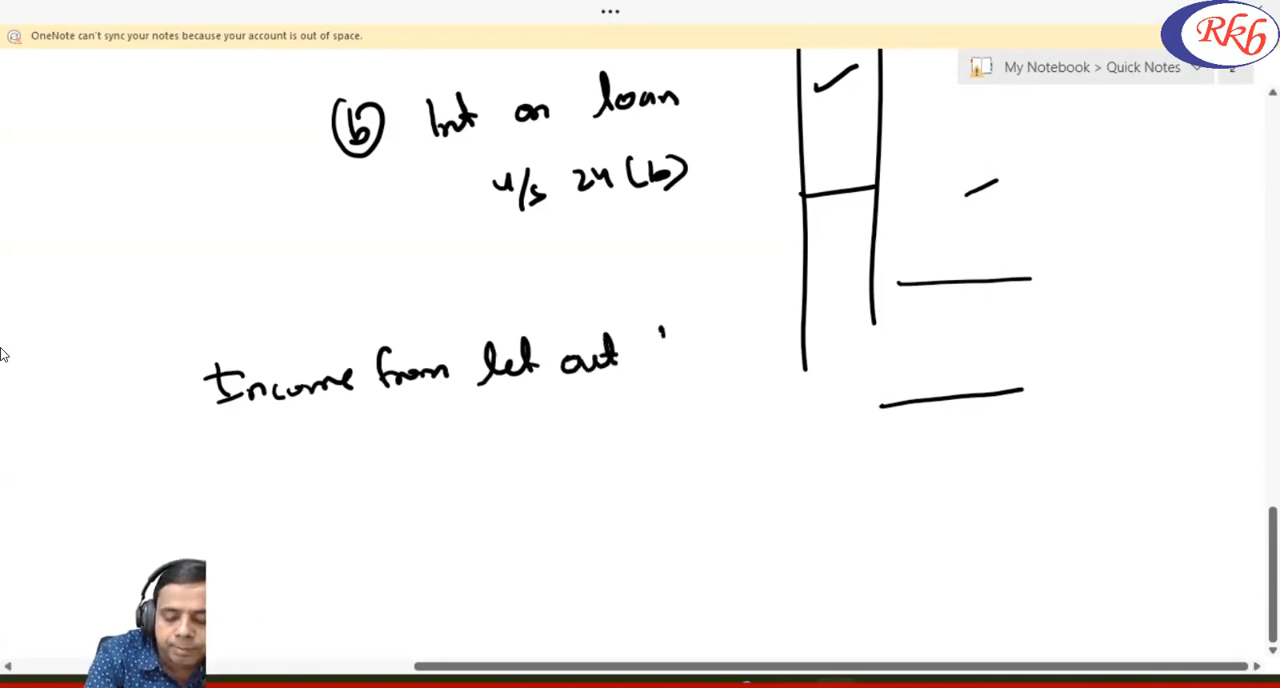 OneNote can't sync your notes because your account is out of space.
Rkb
My Notebook > Quick Notes
(b) Int on loan
u/s 24 (b)
Income from let out